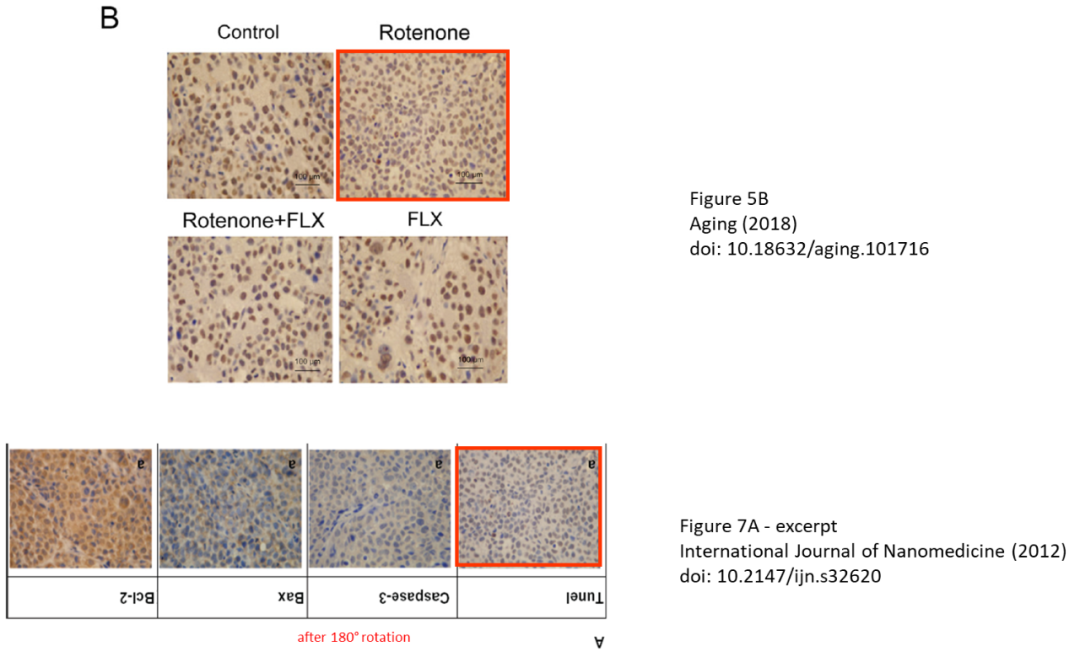 B
Control Rotenone
100 μm 100 μm
Rotenone+FLX FLX
100 μm 100 μm
Figure 5B
Aging (2018)
doi: 10.18632/aging.101716
a a a a
Bcl-2 Bax Caspase-3 Tunel
after 180° rotation A
Figure 7A - excerpt
International Journal of Nanomedicine (2012)
doi: 10.2147/ijn.s32620